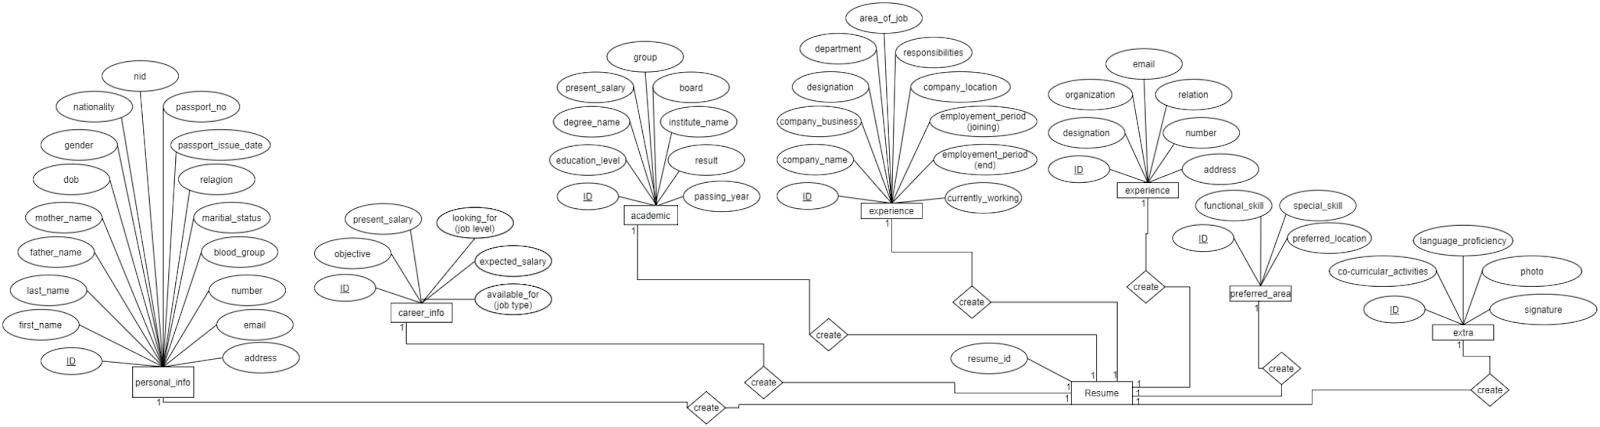 nid
nationality
passport_no
gender
passport_issue_date
dob
relagion
mother_name
maritial_status
father_name
blood_group
last_name
number
first_name
email
ID
address
personal_info
1
present_salary
looking_for
(job level)
objective
expected_salary
ID
available_for
(job type)
career_info
1
group
present_salary
board
degree_name
institute_name
education_level
result
ID
passing_year
academic
1
area_of_job
department
responsibilities
designation
company_location
company_business
employement_period
(joining)
company_name
employement_period
(end)
ID
currently_working
experience
1
email
organization
relation
designation
number
ID
address
experience
1
functional_skill
special_skill
ID
preferred_location
preferred_area
1
language_proficiency
co-curricular_activities
photo
ID
signature
extra
1
create
create
create
create
create
create
create
resume_id
Resume
1
1
1
1
1
1
1